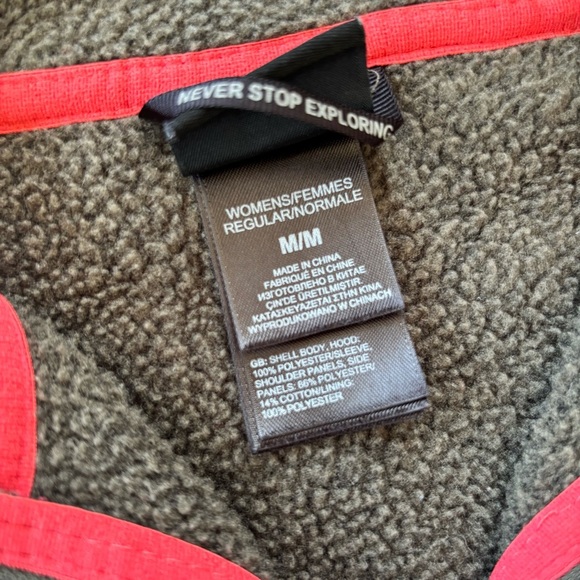 NEVER STOP EXPLORING
WOMENS/FEMMES
REGULAR/NORMALE
M/M
MADE IN CHINA
FABRIQUÉ EN CHINE
ИЗГОТОВЛЕНО В КИТАЕ
ÇIN'DE ÜRETILMIŞTIR.
ΚΑΤΑΣΚΕΥΑΖΕΤΑΙ ΣΤΗΝ ΚΙΝΑ
WYPRODUKOWANO W CHINACH
GB: SHELL BODY, HOOD:
100% POLYESTER/SLEEVE,
SHOULDER PANELS, SIDE
PANELS: 86% POLYESTER/
14% COTTON/LINING:
100% POLYESTER